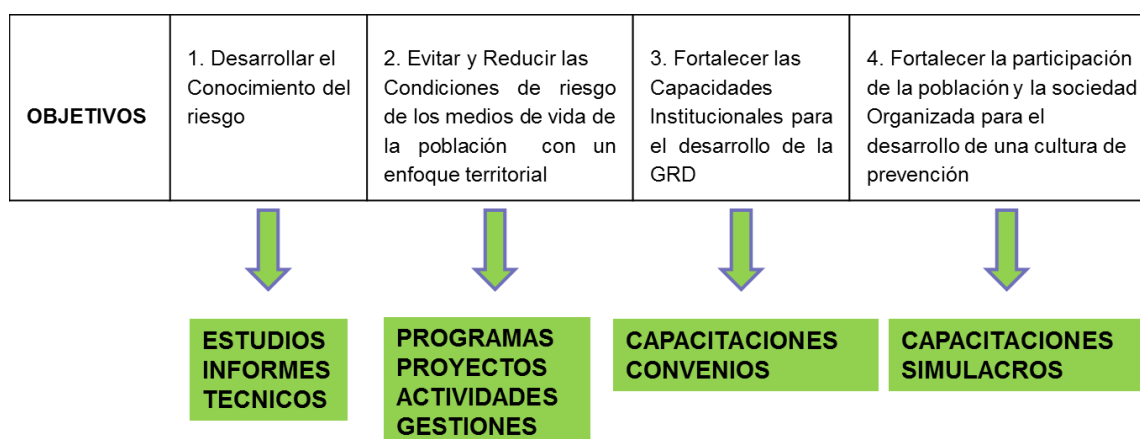 OBJETIVOS
1. Desarrollar el
Conocimiento del
riesgo
2. Evitar y Reducir las
Condiciones de riesgo
de los medios de vida de
la población con un
enfoque territorial
3. Fortalecer las
Capacidades
Institucionales para
el desarrollo de la
GRD
4. Fortalecer la participación
de la población y la sociedad
Organizada para el
desarrollo de una cultura de
prevención
ESTUDIOS
INFORMES
TECNICOS
PROGRAMAS
PROYECTOS
ACTIVIDADES
GESTIONES
CAPACITACIONES
CONVENIOS
CAPACITACIONES
SIMULACROS